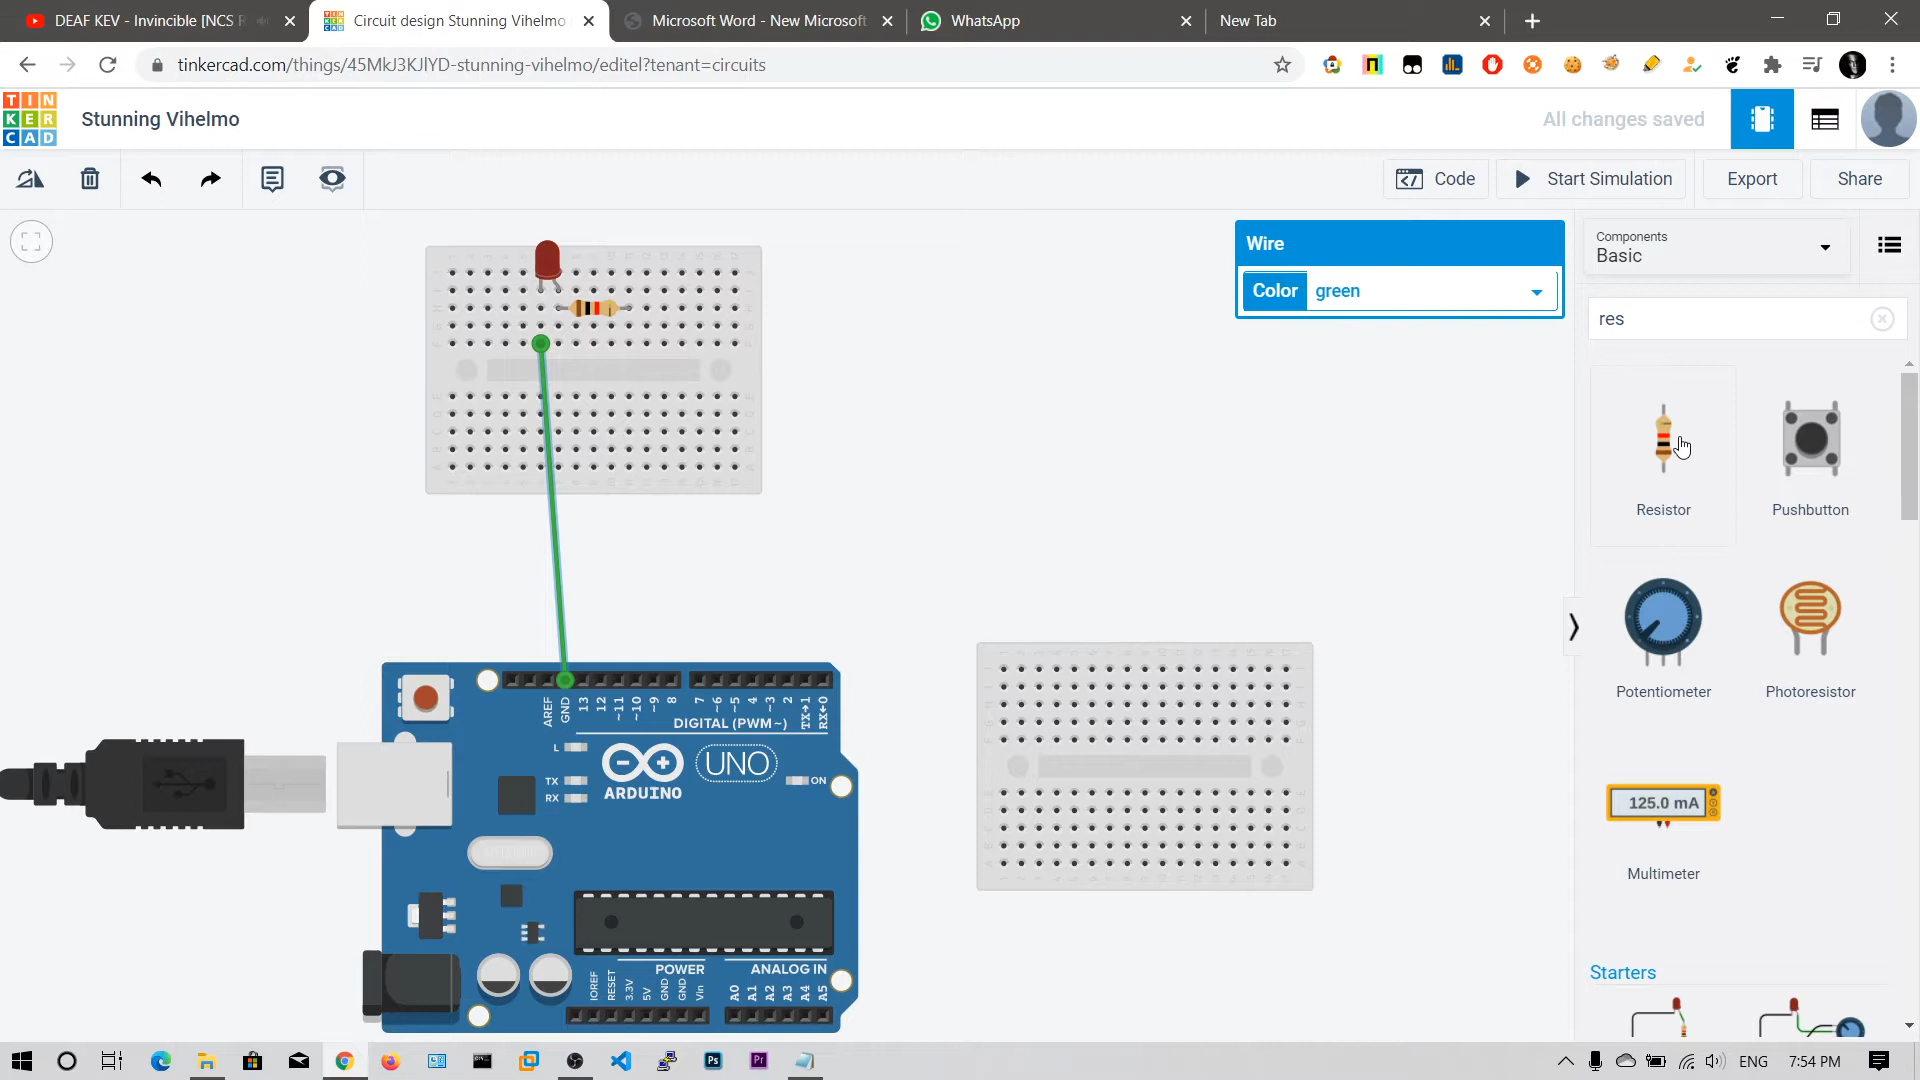 DEAF KEV - Invincible [NCS R
Circuit design Stunning Vihelmo
Microsoft Word - New Microsoft
WhatsApp
New Tab
tinkercad.com/things/45MkJ3KJlYD-stunning-vihelmo/editel?tenant=circuits
TIN
KER
CAD
Stunning Vihelmo
All changes saved
Code
Start Simulation
Export
Share
Wire
Color green
Components
Basic
res
Resistor
Pushbutton
Potentiometer
Photoresistor
125.0 mA
Multimeter
Starters
AREF
GND
13
12
~11
~10
~9
8
7
~6
~5
4
~3
2
TX→1
RX←0
DIGITAL (PWM~)
L
TX
RX
ARDUINO
UNO
ON
POWER
ANALOG IN
IOREF
RESET
3.3V
5V
GND
GND
Vin
A0
A1
A2
A3
A4
A5
ENG
7:54 PM